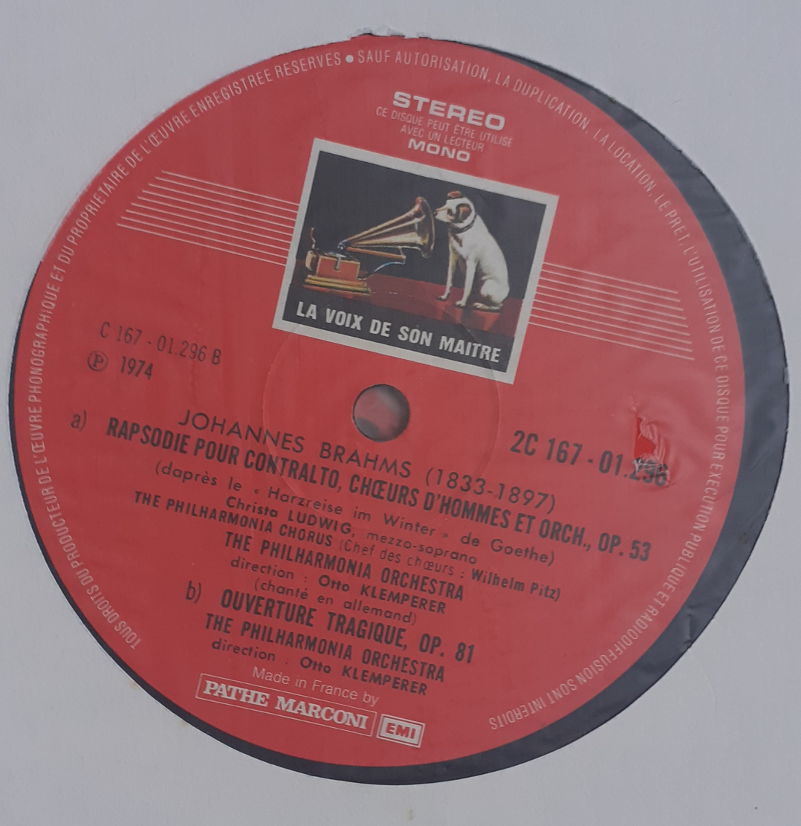 TOUS DROITS DU PRODUCTEUR DE L'ŒUVRE PHONOGRAPHIQUE ET DU PROPRIETAIRE DE L'ŒUVRE ENREGISTREE RESERVES ● SAUF AUTORISATION, LA DUPLICATION, LA LOCATION, LE PRET, L'UTILISATION DE CE DISQUE POUR EXECUTION PUBLIQUE ET RADIODIFFUSION SONT INTERDITS
STEREO
CE DISQUE PEUT ÊTRE UTILISE
AVEC UN LECTEUR
MONO
LA VOIX DE SON MAITRE
C 167 - 01.296 B
Ⓟ 1974
2C 167 - 01.296
JOHANNES BRAHMS (1833-1897)
a) RAPSODIE POUR CONTRALTO, CHŒURS D'HOMMES ET ORCH., OP. 53
(daprès le « Harzreise im Winter » de Goethe)
Christa LUDWIG, mezzo-soprano
THE PHILHARMONIA CHORUS (Chef des chœurs : Wilhelm Pitz)
THE PHILHARMONIA ORCHESTRA
direction : Otto KLEMPERER
(chanté en allemand)
b) OUVERTURE TRAGIQUE, OP. 81
THE PHILHARMONIA ORCHESTRA
direction : Otto KLEMPERER
Made in France by
PATHE MARCONI EMI